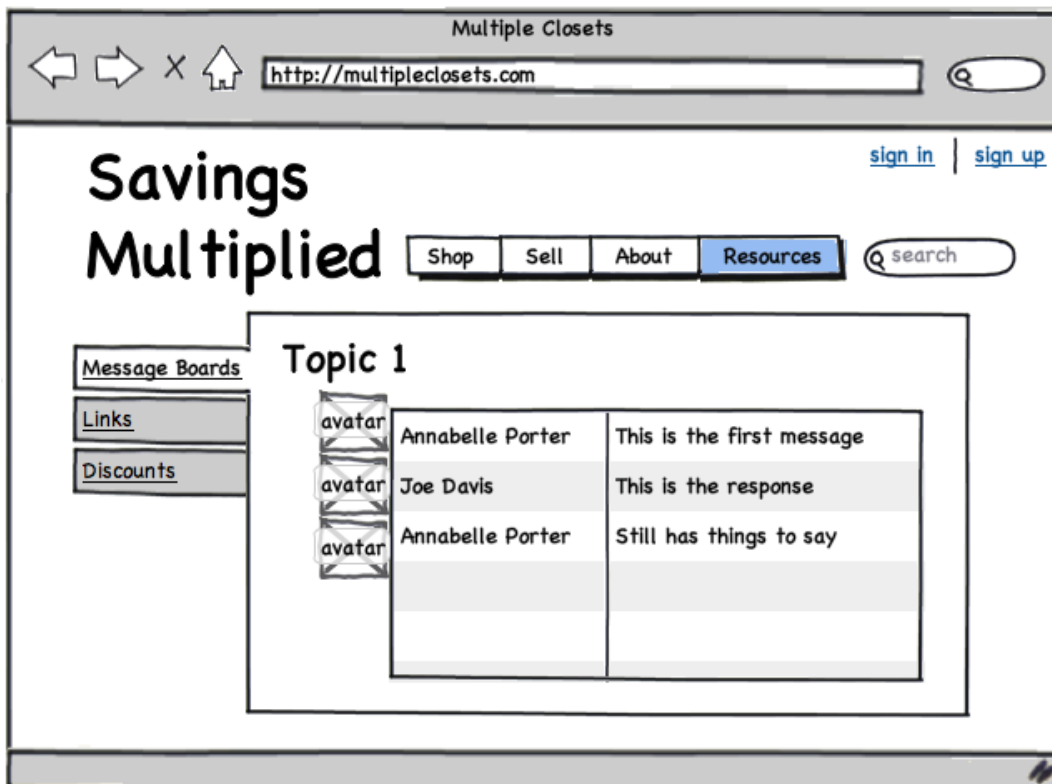 Multiple Closets
http://multipleclosets.com
sign in
sign up
Savings
Multiplied
Shop
Sell
About
Resources
search
Message Boards
Links
Discounts
Topic 1
avatar
Annabelle Porter
This is the first message
avatar
Joe Davis
This is the response
avatar
Annabelle Porter
Still has things to say